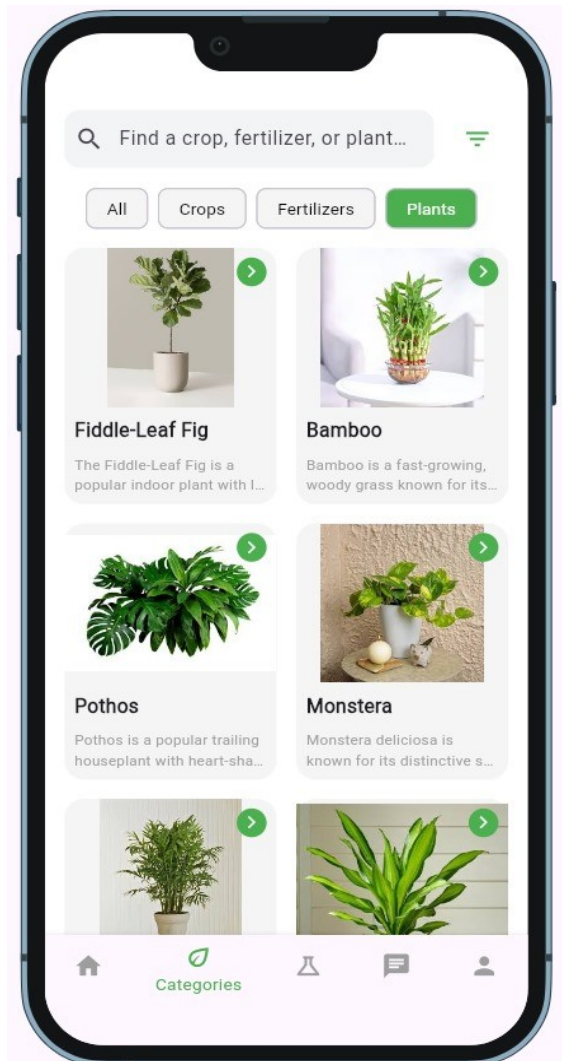 Find a crop, fertilizer, or plant...
All Crops Fertilizers Plants
Fiddle-Leaf Fig
The Fiddle-Leaf Fig is a
popular indoor plant with l...
Bamboo
Bamboo is a fast-growing,
woody grass known for its...
Pothos
Pothos is a popular trailing
houseplant with heart-sha...
Monstera
Monstera deliciosa is
known for its distinctive s...
Categories